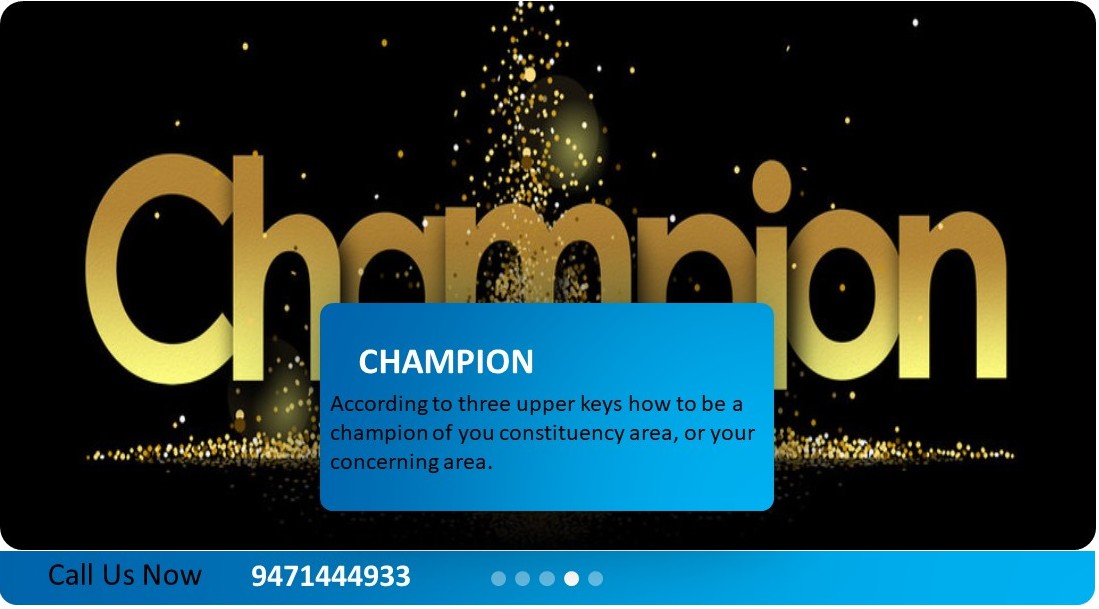 Champion
CHAMPION
According to three upper keys how to be a
champion of you constituency area, or your
concerning area.
Call Us Now 9471444933